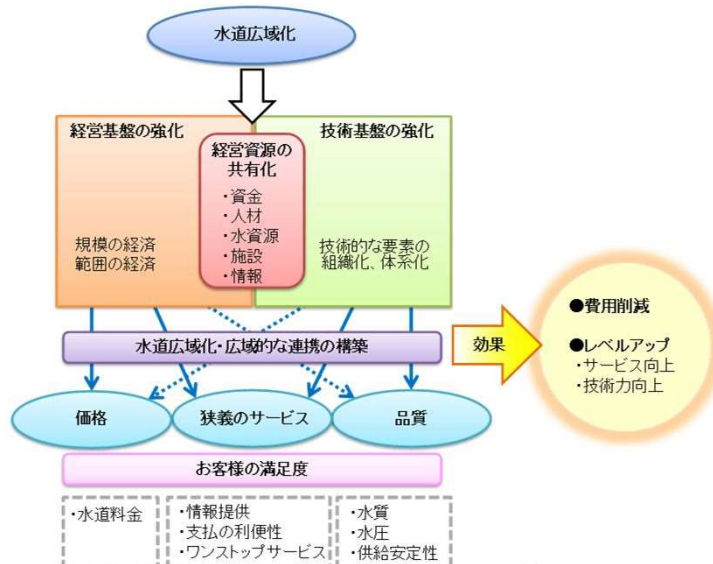 水道広域化
経営基盤の強化
技術基盤の強化
経営資源の
共有化
・資金
・人材
・水資源
・施設
・情報
規模の経済
範囲の経済
技術的な要素の
組織化、体系化
水道広域化・広域的な連携の構築
効果
●費用削減
●レベルアップ
・サービス向上
・技術力向上
価格
狭義のサービス
品質
お客様の満足度
・水道料金
・情報提供
・支払の利便性
・ワンストップサービス
・水質
・水圧
・供給安定性